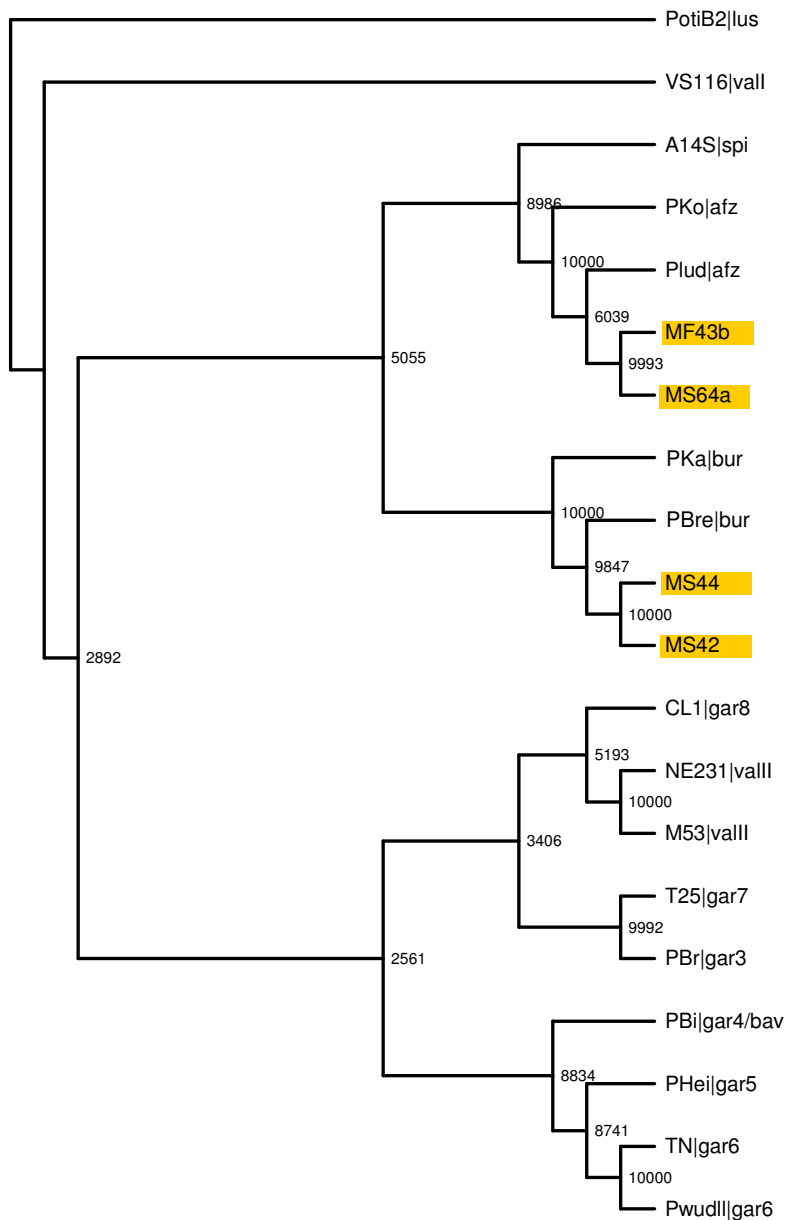 PotiB2|lus
VS116|valI
A14S|spi
8986
PKo|afz
10000
Plud|afz
6039
MF43b
5055
9993
MS64a
PKa|bur
10000
PBre|bur
9847
MS44
10000
MS42
2892
CL1|gar8
5193
NE231|valII
10000
M53|valII
3406
T25|gar7
9992
PBr|gar3
2561
PBi|gar4/bav
8834
PHei|gar5
8741
TN|gar6
10000
PwudII|gar6